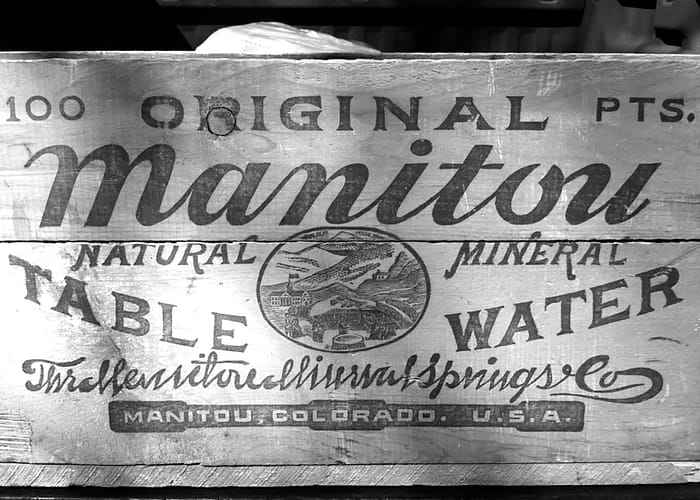 100 ORIGINAL PTS.
Manitou
NATURAL MINERAL
TABLE WATER
The Manitou Mineral Springs Co
MANITOU, COLORADO. U.S.A.